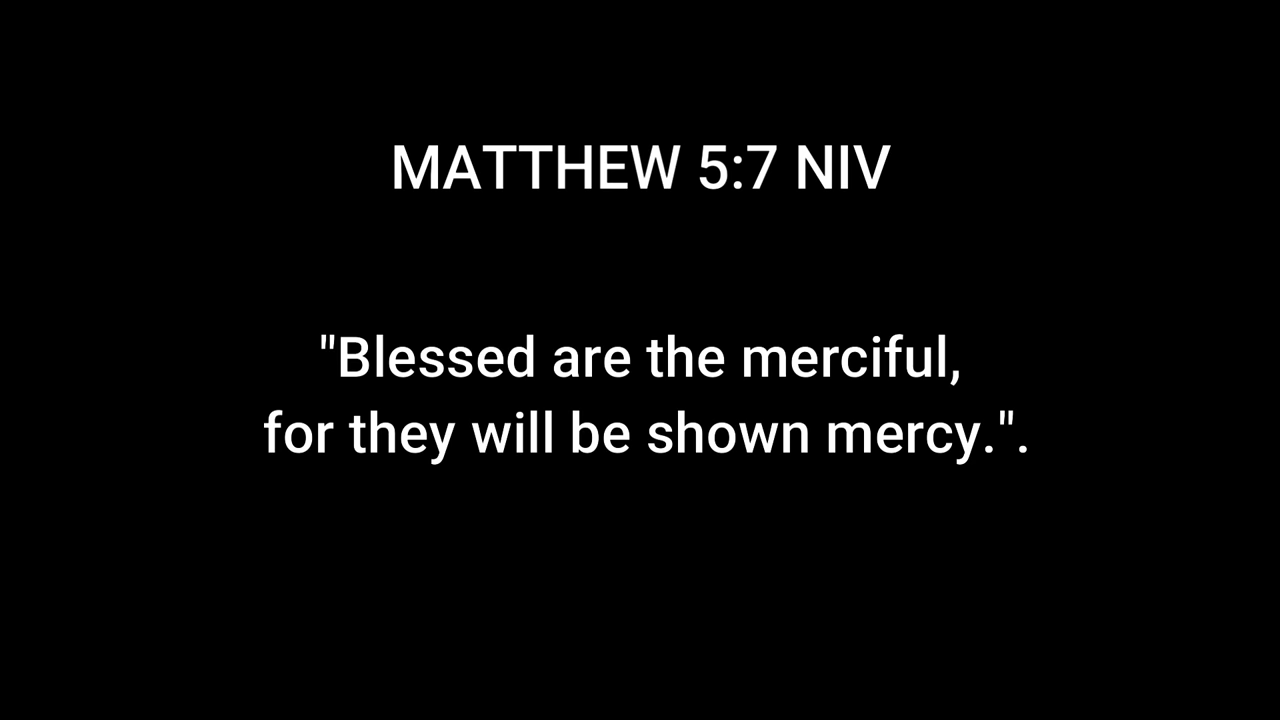 MATTHEW 5:7 NIV
"Blessed are the merciful,
for they will be shown mercy.".